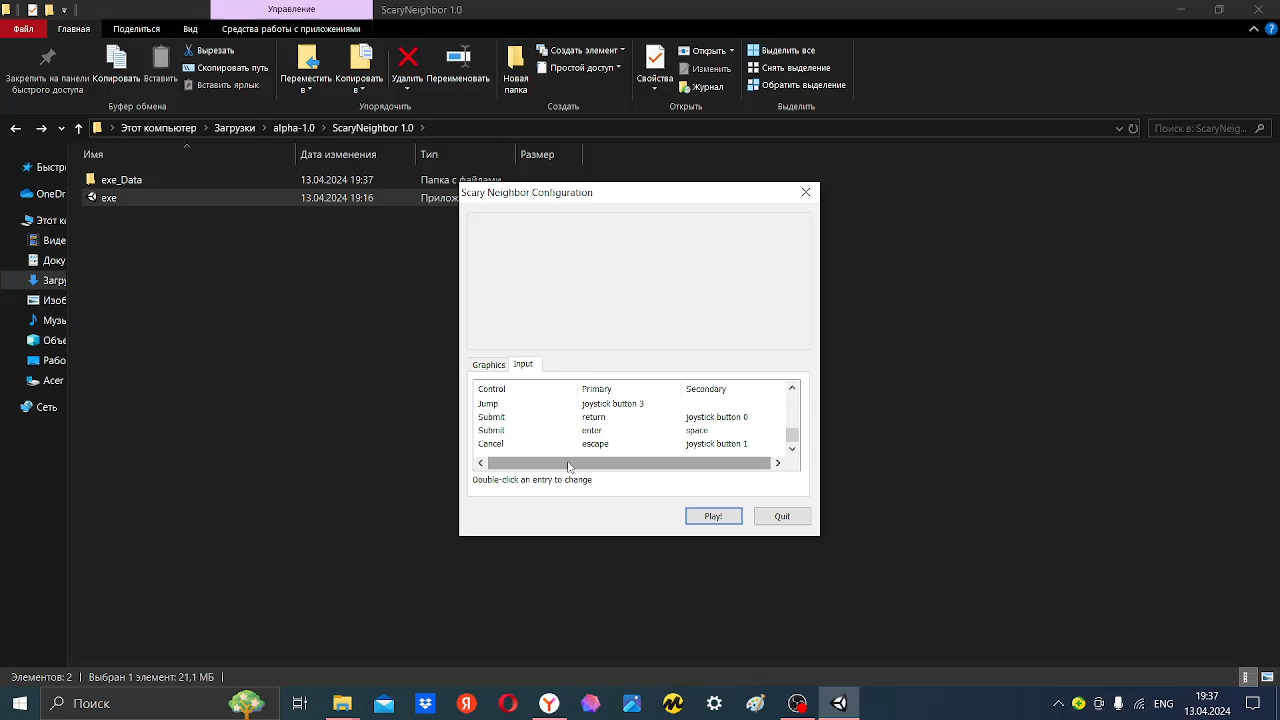 Управление
ScaryNeighbor 1.0
Файл
Главная
Поделиться
Вид
Средства работы с приложениями
Закрепить на панели быстрого доступа
Копировать
Вставить
Вырезать
Скопировать путь
Вставить ярлык
Буфер обмена
Переместить в
Копировать в
Удалить
Переименовать
Упорядочить
Новая папка
Создать элемент
Простой доступ
Создать
Свойства
Открыть
Изменить
Журнал
Открыть
Выделить все
Снять выделение
Обратить выделение
Выделить
Этот компьютер
Загрузки
alpha-1.0
ScaryNeighbor 1.0
Поиск в: ScaryNeig...
Имя
Дата изменения
Тип
Размер
exe_Data
13.04.2024 19:37
Папка с файлами
exe
13.04.2024 19:16
Прилож
Быстр
OneDri
Этот ко
Виде
Доку
Загру
Изоб
Музы
Объе
Рабо
Acer
Сеть
Scary Neighbor Configuration
Graphics
Input
Control Primary Secondary
Jump joystick button 3
Submit return joystick button 0
Submit enter space
Cancel escape joystick button 1
Double-click an entry to change
Play!
Quit
Элементов: 2
Выбран 1 элемент: 21,1 МБ
Поиск
ENG
19:37
13.04.2024